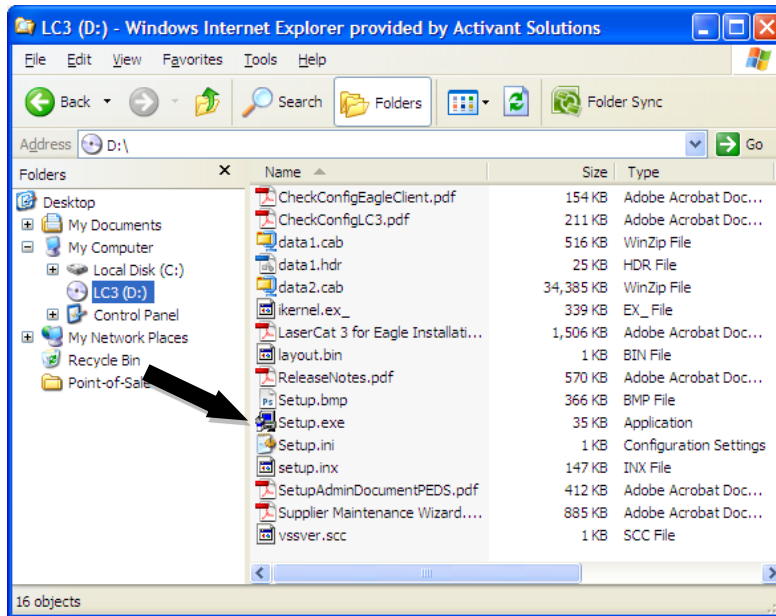 LC3 (D:) - Windows Internet Explorer provided by Activant Solutions
File Edit View Favorites Tools Help
Back Search Folders Folder Sync
Address D:\ Go
Folders X Name Size Type
Desktop
My Documents
My Computer
Local Disk (C:)
LC3 (D:)
Control Panel
My Network Places
Recycle Bin
Point-of-Sale
CheckConfigEagleClient.pdf 154 KB Adobe Acrobat Doc...
CheckConfigLC3.pdf 211 KB Adobe Acrobat Doc...
data1.cab 516 KB WinZip File
data1.hdr 25 KB HDR File
data2.cab 34,385 KB WinZip File
ikernel.ex_ 339 KB EX_ File
LaserCat 3 for Eagle Installati... 1,506 KB Adobe Acrobat Doc...
layout.bin 1 KB BIN File
ReleaseNotes.pdf 570 KB Adobe Acrobat Doc...
Setup.bmp 366 KB BMP File
Setup.exe 35 KB Application
Setup.ini 1 KB Configuration Settings
setup.inx 147 KB INX File
SetupAdminDocumentPEDS.pdf 412 KB Adobe Acrobat Doc...
Supplier Maintenance Wizard.... 885 KB Adobe Acrobat Doc...
vssver.scc 1 KB SCC File
16 objects